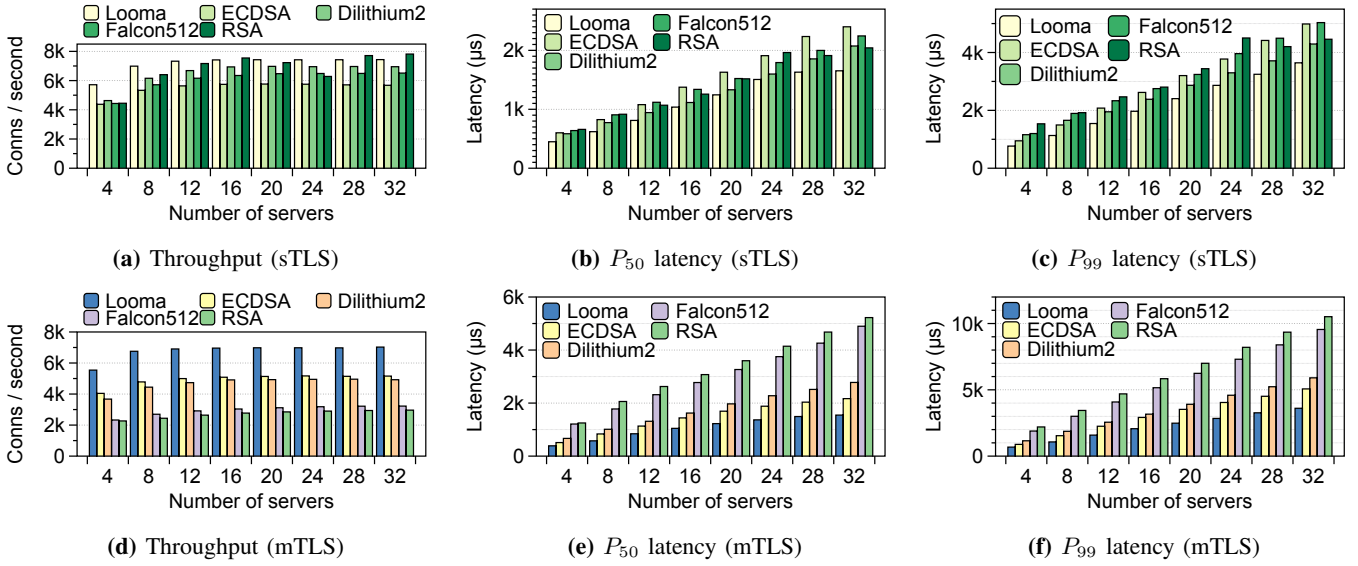 Looma ECDSA Dilithium2
Falcon512 RSA
Conns / second
8k
6k
4k
2k
0
4 8 12 16 20 24 28 32
Number of servers
(a) Throughput (sTLS)
Looma Falcon512
ECDSA RSA
Dilithium2
Latency (μs)
2k
1k
0
4 8 12 16 20 24 28 32
Number of servers
(b) P50 latency (sTLS)
Looma Falcon512
ECDSA RSA
Dilithium2
Latency (μs)
4k
2k
0
4 8 12 16 20 24 28 32
Number of servers
(c) P99 latency (sTLS)
Looma ECDSA Dilithium2
Falcon512 RSA
Conns / second
8k
6k
4k
2k
0
4 8 12 16 20 24 28 32
Number of servers
(d) Throughput (mTLS)
Looma Falcon512
ECDSA RSA
Dilithium2
Latency (μs)
6k
4k
2k
0
4 8 12 16 20 24 28 32
Number of servers
(e) P50 latency (mTLS)
Looma Falcon512
ECDSA RSA
Dilithium2
Latency (μs)
10k
5k
0
4 8 12 16 20 24 28 32
Number of servers
(f) P99 latency (mTLS)